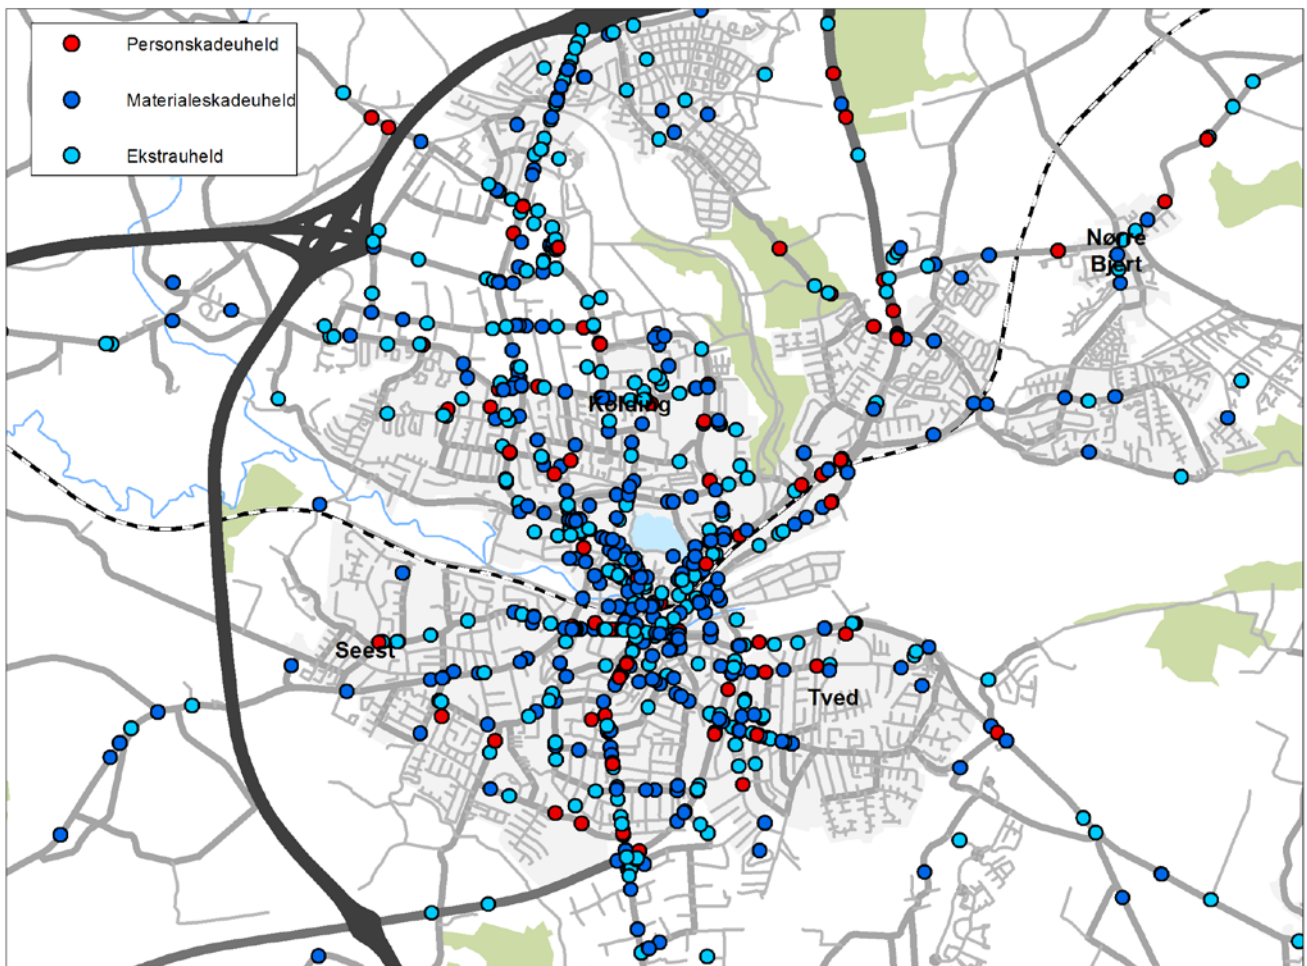 Personskadeuheld
Materialeskadeuheld
Ekstrauheld
Nørre
Bjert
Kolding
Seest
Tved